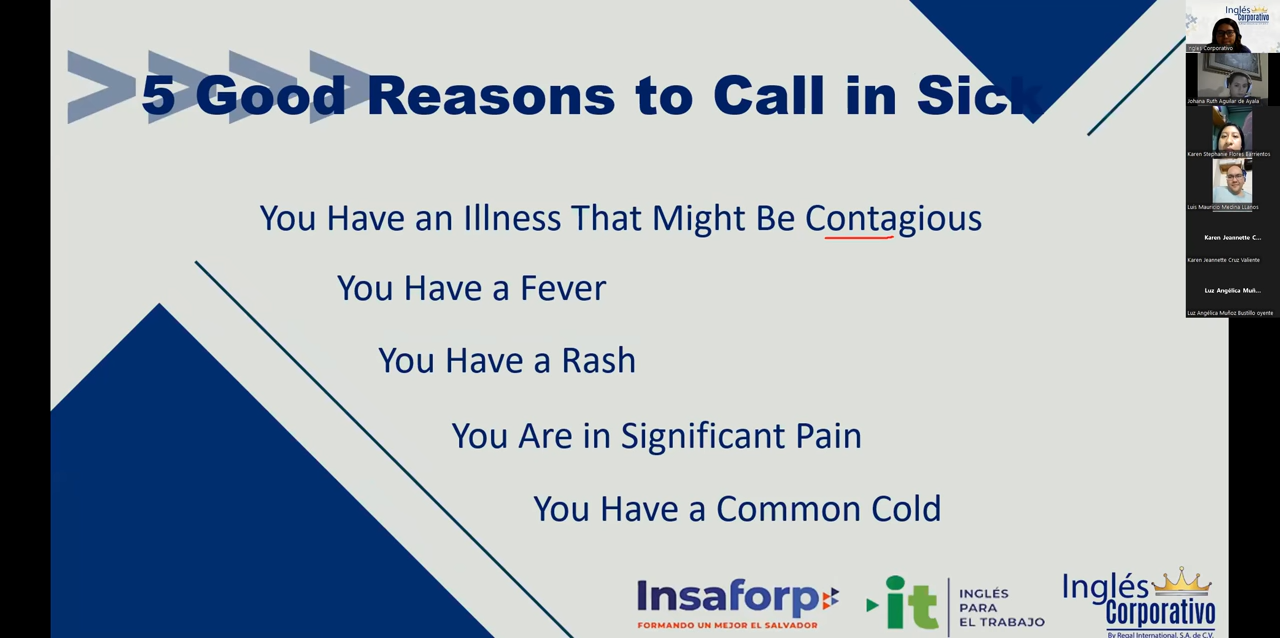 5 Good Reasons to Call in Sick
You Have an Illness That Might Be Contagious
You Have a Fever
You Have a Rash
You Are in Significant Pain
You Have a Common Cold
Insaforp
FORMANDO UN MEJOR EL SALVADOR
it
INGLÉS
PARA
EL TRABAJO
Inglés
Corporativo
By Regal International, S.A. de C.V.
Inglés
Corporativo
Inglés Corporativo
Johana Ruth Aguilar de Ayala
Karen Stephanie Flores Barrientos
Luis Mauricio Medina LLanos
Karen Jeannette C...
Karen Jeannette Cruz Valiente
Luz Angélica Muñ...
Luz Angélica Muñoz Bustillo oyente